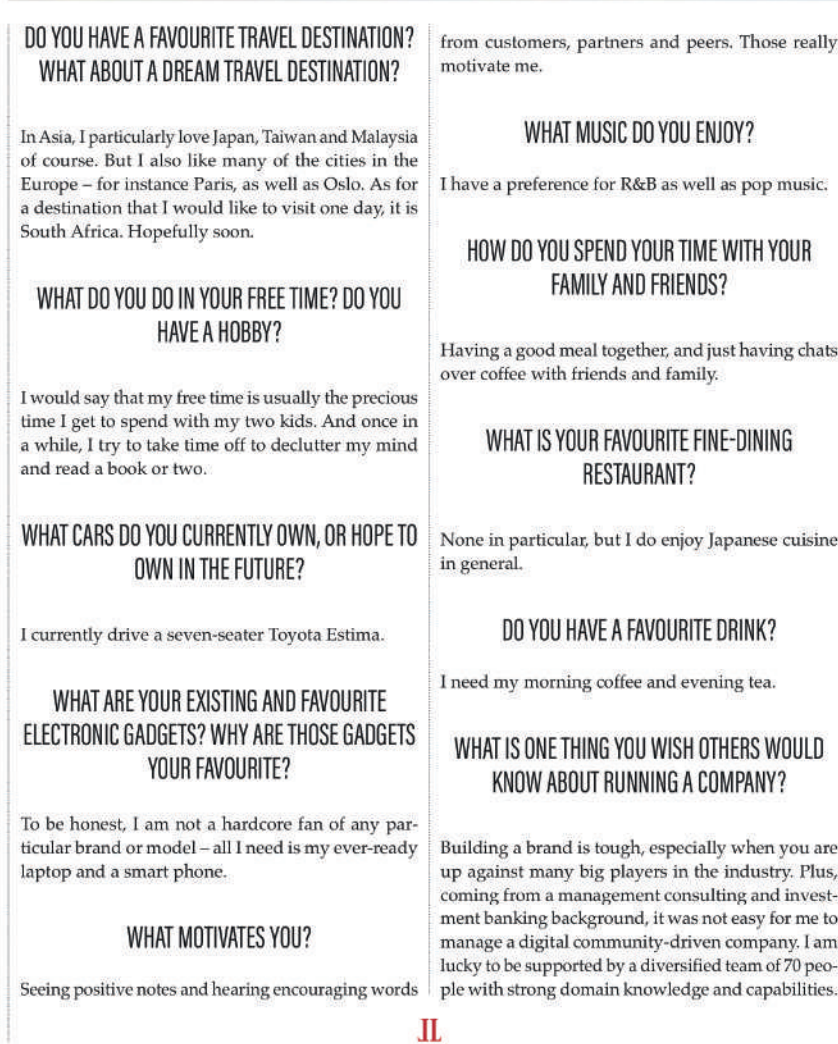 DO YOU HAVE A FAVOURITE TRAVEL DESTINATION?
WHAT ABOUT A DREAM TRAVEL DESTINATION?
In Asia, I particularly love Japan, Taiwan and Malaysia
of course. But I also like many of the cities in the
Europe – for instance Paris, as well as Oslo. As for
a destination that I would like to visit one day, it is
South Africa. Hopefully soon.
WHAT DO YOU DO IN YOUR FREE TIME? DO YOU
HAVE A HOBBY?
I would say that my free time is usually the precious
time I get to spend with my two kids. And once in
a while, I try to take time off to declutter my mind
and read a book or two.
WHAT CARS DO YOU CURRENTLY OWN, OR HOPE TO
OWN IN THE FUTURE?
I currently drive a seven-seater Toyota Estima.
WHAT ARE YOUR EXISTING AND FAVOURITE
ELECTRONIC GADGETS? WHY ARE THOSE GADGETS
YOUR FAVOURITE?
To be honest, I am not a hardcore fan of any par-
ticular brand or model – all I need is my ever-ready
laptop and a smart phone.
WHAT MOTIVATES YOU?
Seeing positive notes and hearing encouraging words
from customers, partners and peers. Those really
motivate me.
WHAT MUSIC DO YOU ENJOY?
I have a preference for R&B as well as pop music.
HOW DO YOU SPEND YOUR TIME WITH YOUR
FAMILY AND FRIENDS?
Having a good meal together, and just having chats
over coffee with friends and family.
WHAT IS YOUR FAVOURITE FINE-DINING
RESTAURANT?
None in particular, but I do enjoy Japanese cuisine
in general.
DO YOU HAVE A FAVOURITE DRINK?
I need my morning coffee and evening tea.
WHAT IS ONE THING YOU WISH OTHERS WOULD
KNOW ABOUT RUNNING A COMPANY?
Building a brand is tough, especially when you are
up against many big players in the industry. Plus,
coming from a management consulting and invest-
ment banking background, it was not easy for me to
manage a digital community-driven company. I am
lucky to be supported by a diversified team of 70 peo-
ple with strong domain knowledge and capabilities.